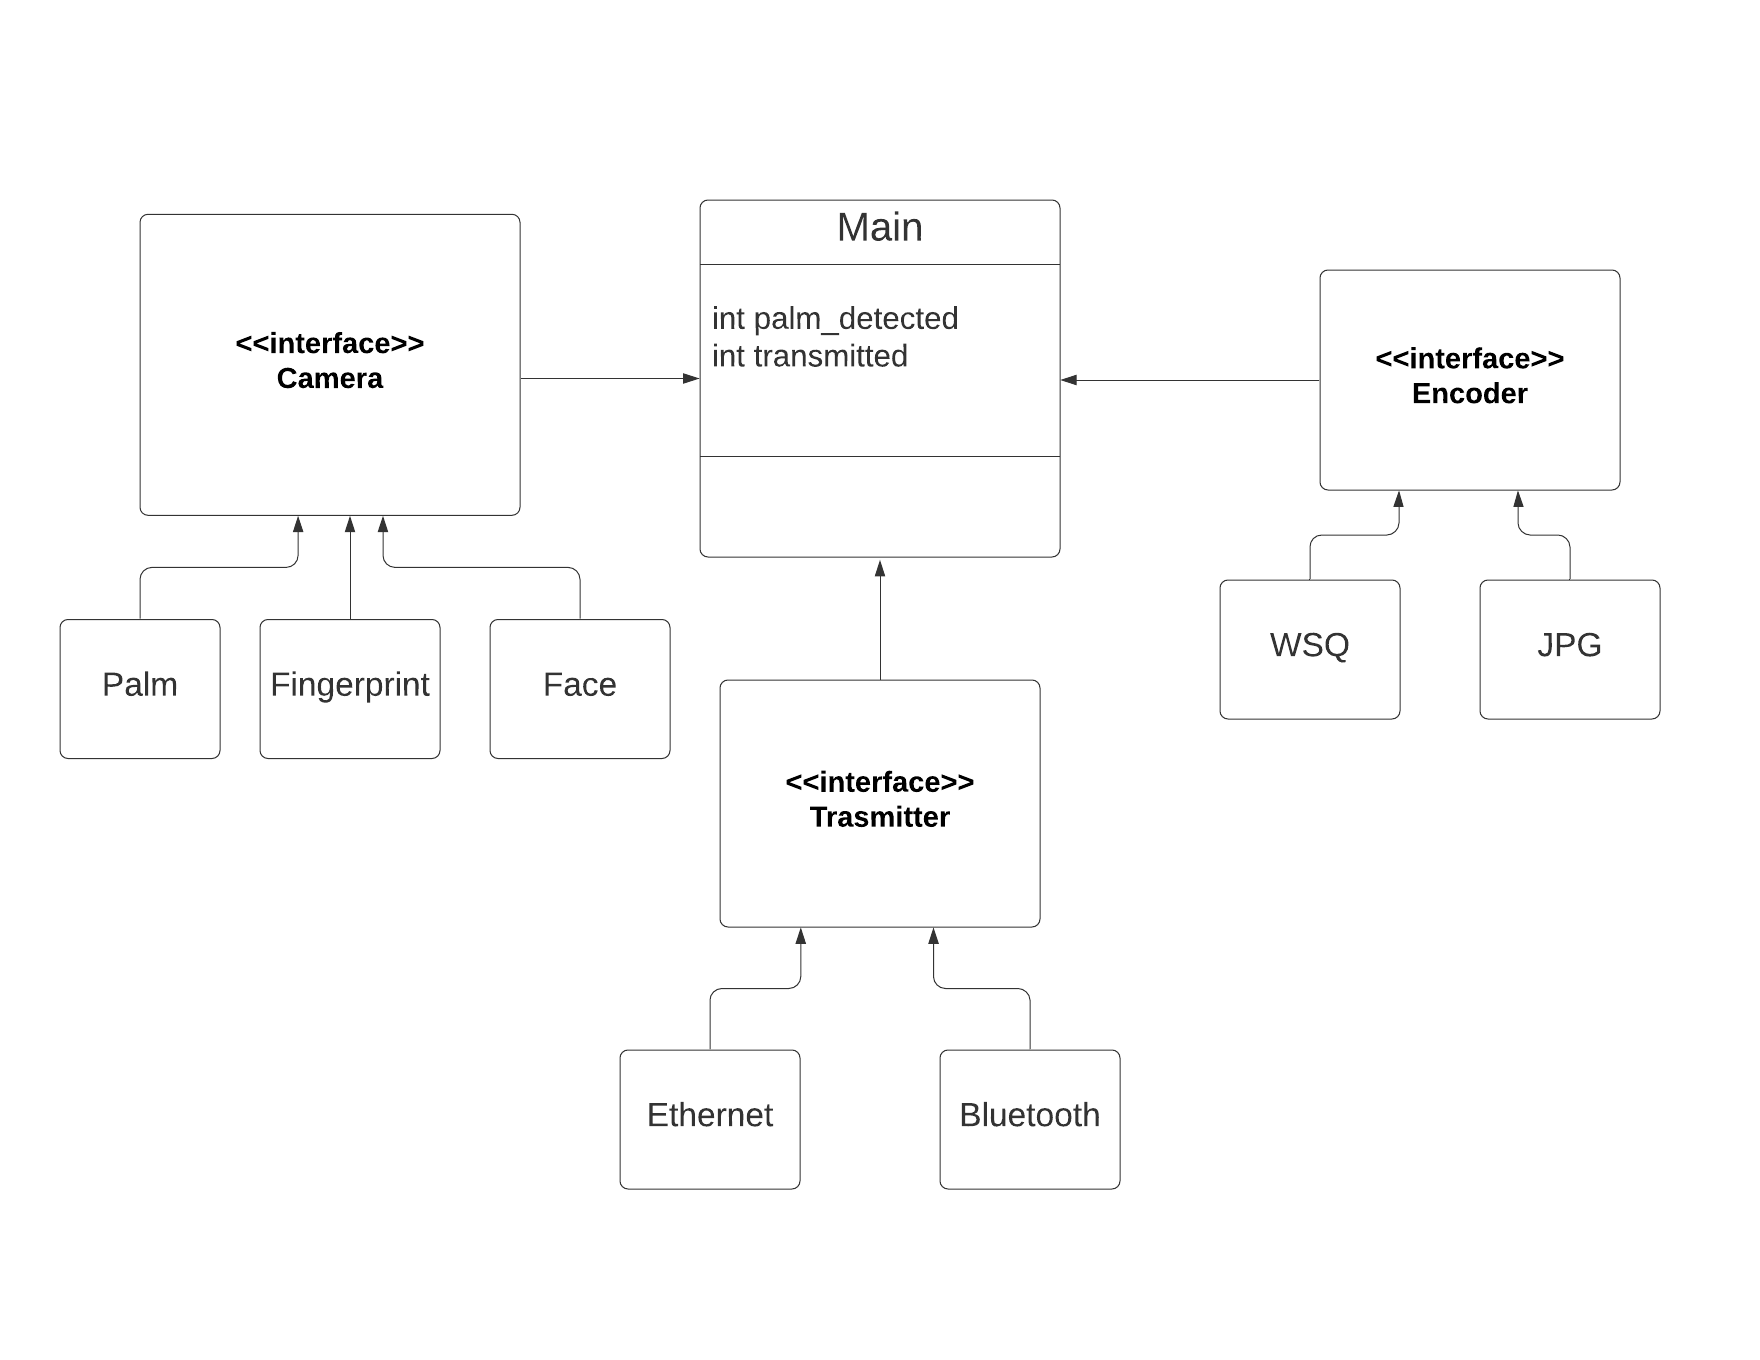 Main
int palm_detected
int transmitted
<<interface>>
Camera
<<interface>>
Encoder
Palm
Fingerprint
Face
WSQ
JPG
<<interface>>
Trasmitter
Ethernet
Bluetooth